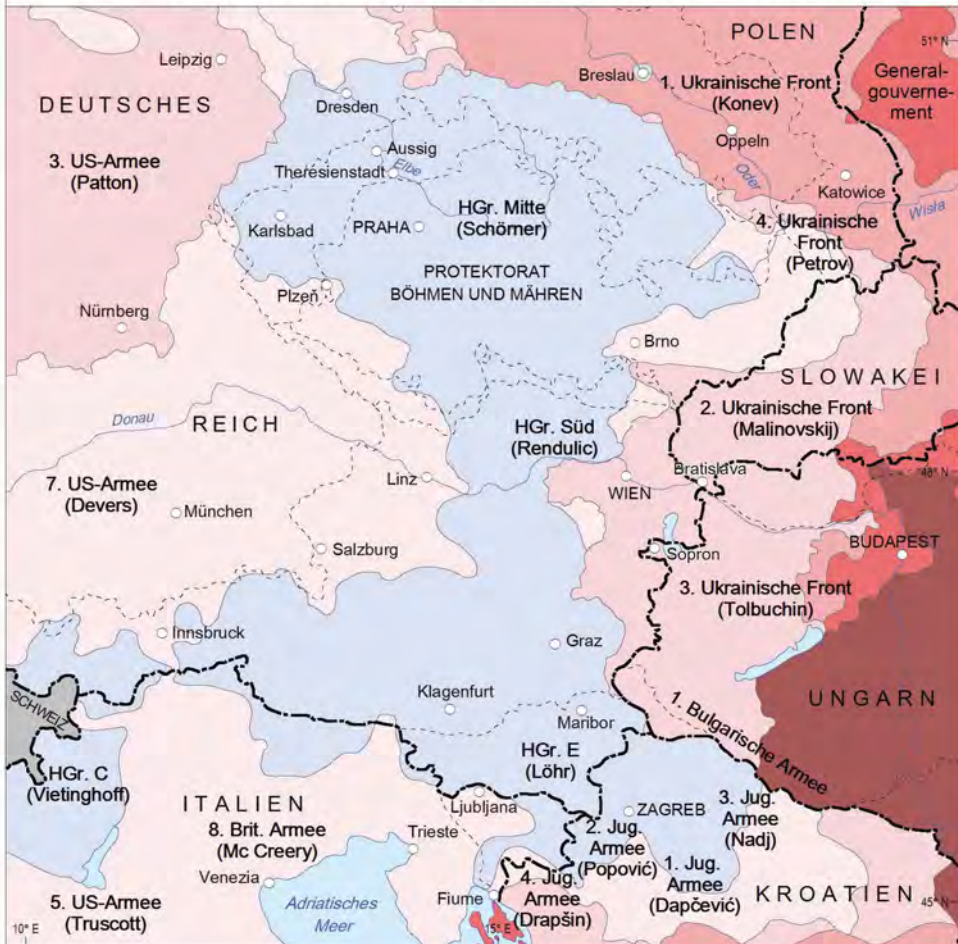 POLEN
51° N
Leipzig
Breslau
1. Ukrainische Front
(Konev)
General-
gouverne-
ment
DEUTSCHES
Dresden
Oppeln
3. US-Armee
(Patton)
Aussig
Elbe
Oder
Therésienstadt
Katowice
Wisła
Karlsbad
PRAHA
HGr. Mitte
(Schörner)
4. Ukrainische
Front
(Petrov)
PROTEKTORAT
BÖHMEN UND MÄHREN
Plzeň
Nürnberg
Brno
SLOWAKEI
2. Ukrainische Front
(Malinovskij)
Donau
REICH
HGr. Süd
(Rendulic)
7. US-Armee
(Devers)
Linz
WIEN
Bratislava
48° N
München
Salzburg
Sopron
BUDAPEST
3. Ukrainische Front
(Tolbuchin)
Innsbruck
Graz
SCHWEIZ
Klagenfurt
Maribor
1. Bulgarische Armee
UNGARN
HGr. C
(Vietinghoff)
HGr. E
(Löhr)
ITALIEN
8. Brit. Armee
(Mc Creery)
Ljubljana
Trieste
ZAGREB
2. Jug.
Armee
(Popović)
3. Jug.
Armee
(Nadj)
Venezia
5. US-Armee
(Truscott)
Adriatisches
Meer
Fiume
4. Jug.
Armee
(Drapšin)
1. Jug.
Armee
(Dapčević)
KROATIEN
45° N
10° E
15° E